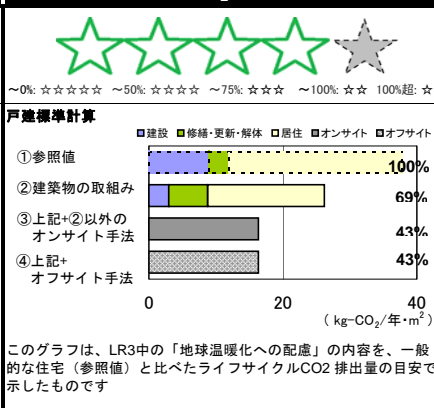 ～0%: ☆☆☆☆☆ ～50%: ☆☆☆☆ ～75%: ☆☆☆ ～100%: ☆☆ 100%超: ☆
戸建標準計算
建設 修繕・更新・解体 居住 オンサイト オフサイト
①参照値
100%
②建築物の取組み
69%
③上記+②以外の
オンサイト手法
43%
④上記+
オフサイト手法
43%
0 20 40
( kg-CO₂/年・m² )
このグラフは、LR3中の「地球温暖化への配慮」の内容を、一般
的な住宅（参照値）と比べたライフサイクルCO2 排出量の目安で
示したものです